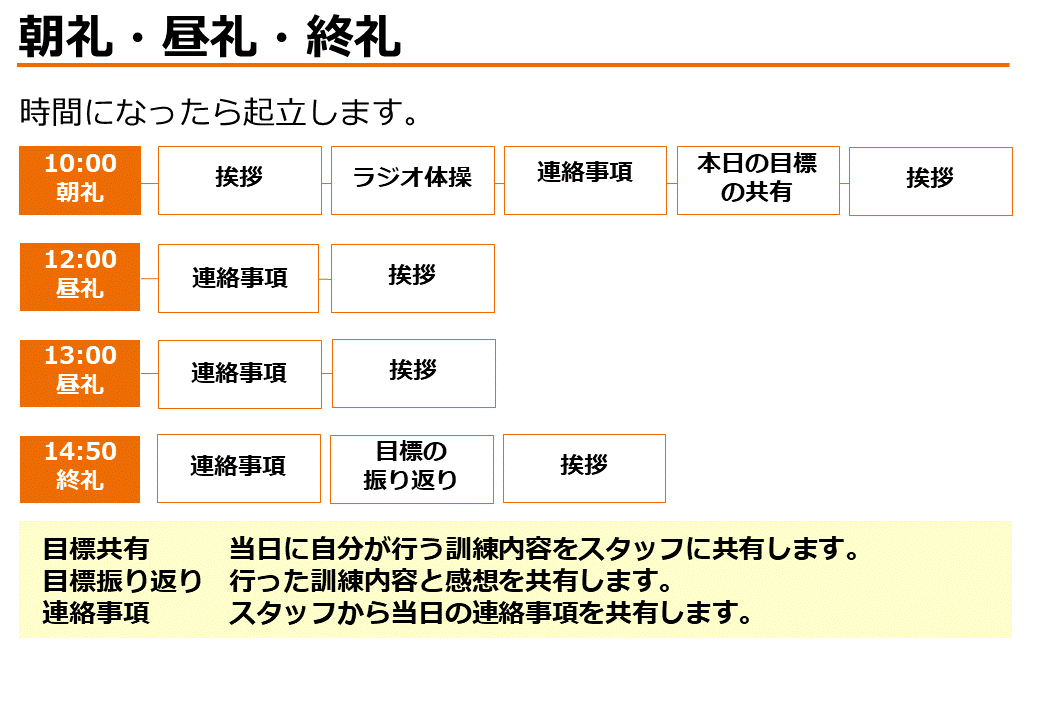 朝礼・昼礼・終礼
時間になったら起立します。
10:00
朝礼
挨拶
ラジオ体操
連絡事項
本日の目標
の共有
挨拶
12:00
昼礼
連絡事項
挨拶
13:00
昼礼
連絡事項
挨拶
14:50
終礼
連絡事項
目標の
振り返り
挨拶
目標共有 当日に自分が行う訓練内容をスタッフに共有します。
目標振り返り 行った訓練内容と感想を共有します。
連絡事項 スタッフから当日の連絡事項を共有します。